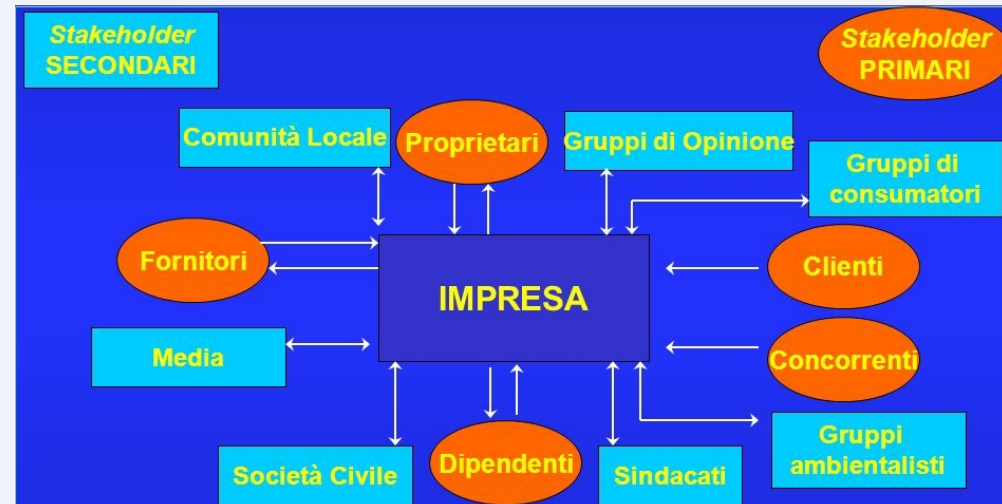 Stakeholder
SECONDARI
Stakeholder
PRIMARI
Comunità Locale
Proprietari
Gruppi di Opinione
Gruppi di
consumatori
Fornitori
IMPRESA
Clienti
Media
Concorrenti
Società Civile
Dipendenti
Sindacati
Gruppi
ambientalisti